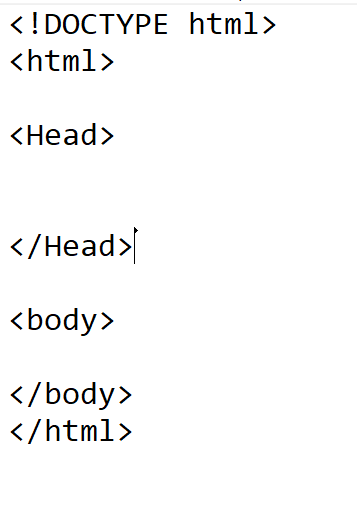 <!DOCTYPE html>
<html>
<Head>
</Head>
<body>
</body>
</html>